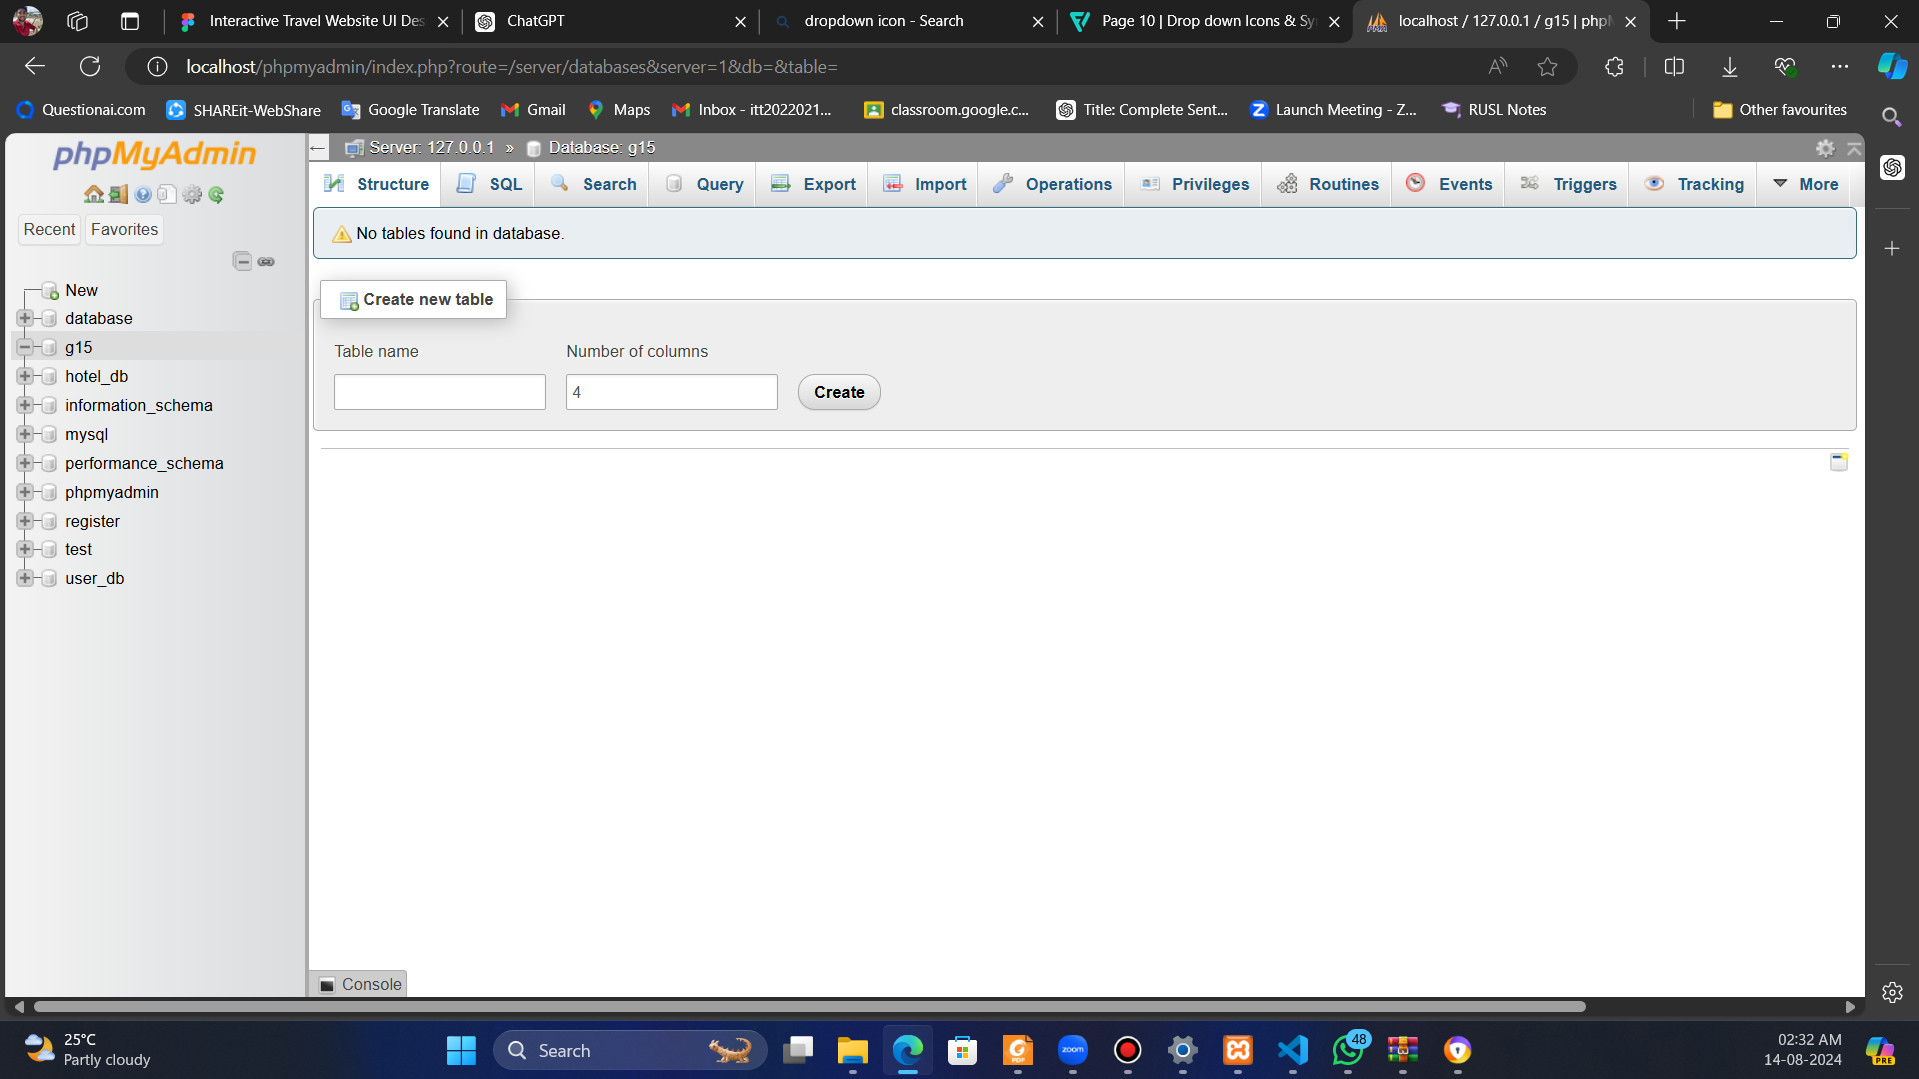 Interactive Travel Website UI Des
ChatGPT
dropdown icon - Search
Page 10 | Drop down Icons & Sy
localhost / 127.0.0.1 / g15 | phpM
localhost/phpmyadmin/index.php?route=/server/databases&server=1&db=&table=
Questionai.com
SHAREit-WebShare
Google Translate
Gmail
Maps
Inbox - itt2022021...
classroom.google.c...
Title: Complete Sent...
Launch Meeting - Z...
RUSL Notes
Other favourites
phpMyAdmin
Recent
Favorites
New
database
g15
hotel_db
information_schema
mysql
performance_schema
phpmyadmin
register
test
user_db
Server: 127.0.0.1 » Database: g15
Structure
SQL
Search
Query
Export
Import
Operations
Privileges
Routines
Events
Triggers
Tracking
More
No tables found in database.
Create new table
Table name
Number of columns
4
Create
Console
25°C
Partly cloudy
Search
PDF
zoom
48
02:32 AM
14-08-2024
PRE